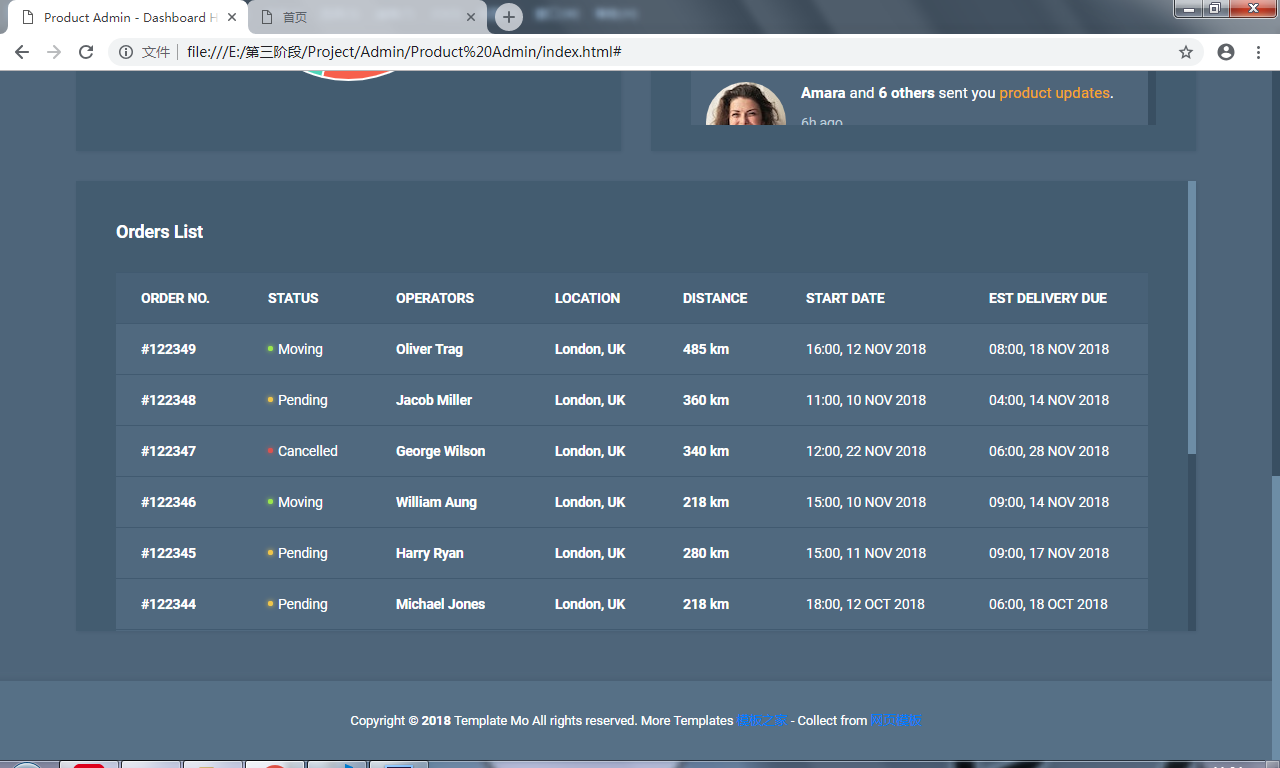 Product Admin - Dashboard H
首页
文件
file:///E:/第三阶段/Project/Admin/Product%20Admin/index.html#
Amara and 6 others sent you product updates.
6h ago
Orders List
ORDER NO. STATUS OPERATORS LOCATION DISTANCE START DATE EST DELIVERY DUE
#122349 Moving Oliver Trag London, UK 485 km 16:00, 12 NOV 2018 08:00, 18 NOV 2018
#122348 Pending Jacob Miller London, UK 360 km 11:00, 10 NOV 2018 04:00, 14 NOV 2018
#122347 Cancelled George Wilson London, UK 340 km 12:00, 22 NOV 2018 06:00, 28 NOV 2018
#122346 Moving William Aung London, UK 218 km 15:00, 10 NOV 2018 09:00, 14 NOV 2018
#122345 Pending Harry Ryan London, UK 280 km 15:00, 11 NOV 2018 09:00, 17 NOV 2018
#122344 Pending Michael Jones London, UK 218 km 18:00, 12 OCT 2018 06:00, 18 OCT 2018
Copyright © 2018 Template Mo All rights reserved. More Templates 模板之家 - Collect from 网页模板